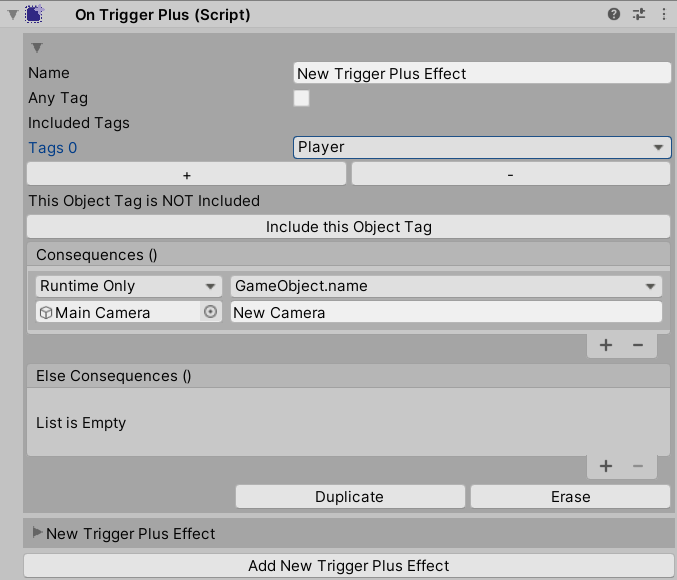 On Trigger Plus (Script)
Name New Trigger Plus Effect
Any Tag
Included Tags
Tags 0 Player
+ -
This Object Tag is NOT Included
Include this Object Tag
Consequences ()
Runtime Only GameObject.name
Main Camera New Camera
+ -
Else Consequences ()
List is Empty
+ -
Duplicate Erase
New Trigger Plus Effect
Add New Trigger Plus Effect